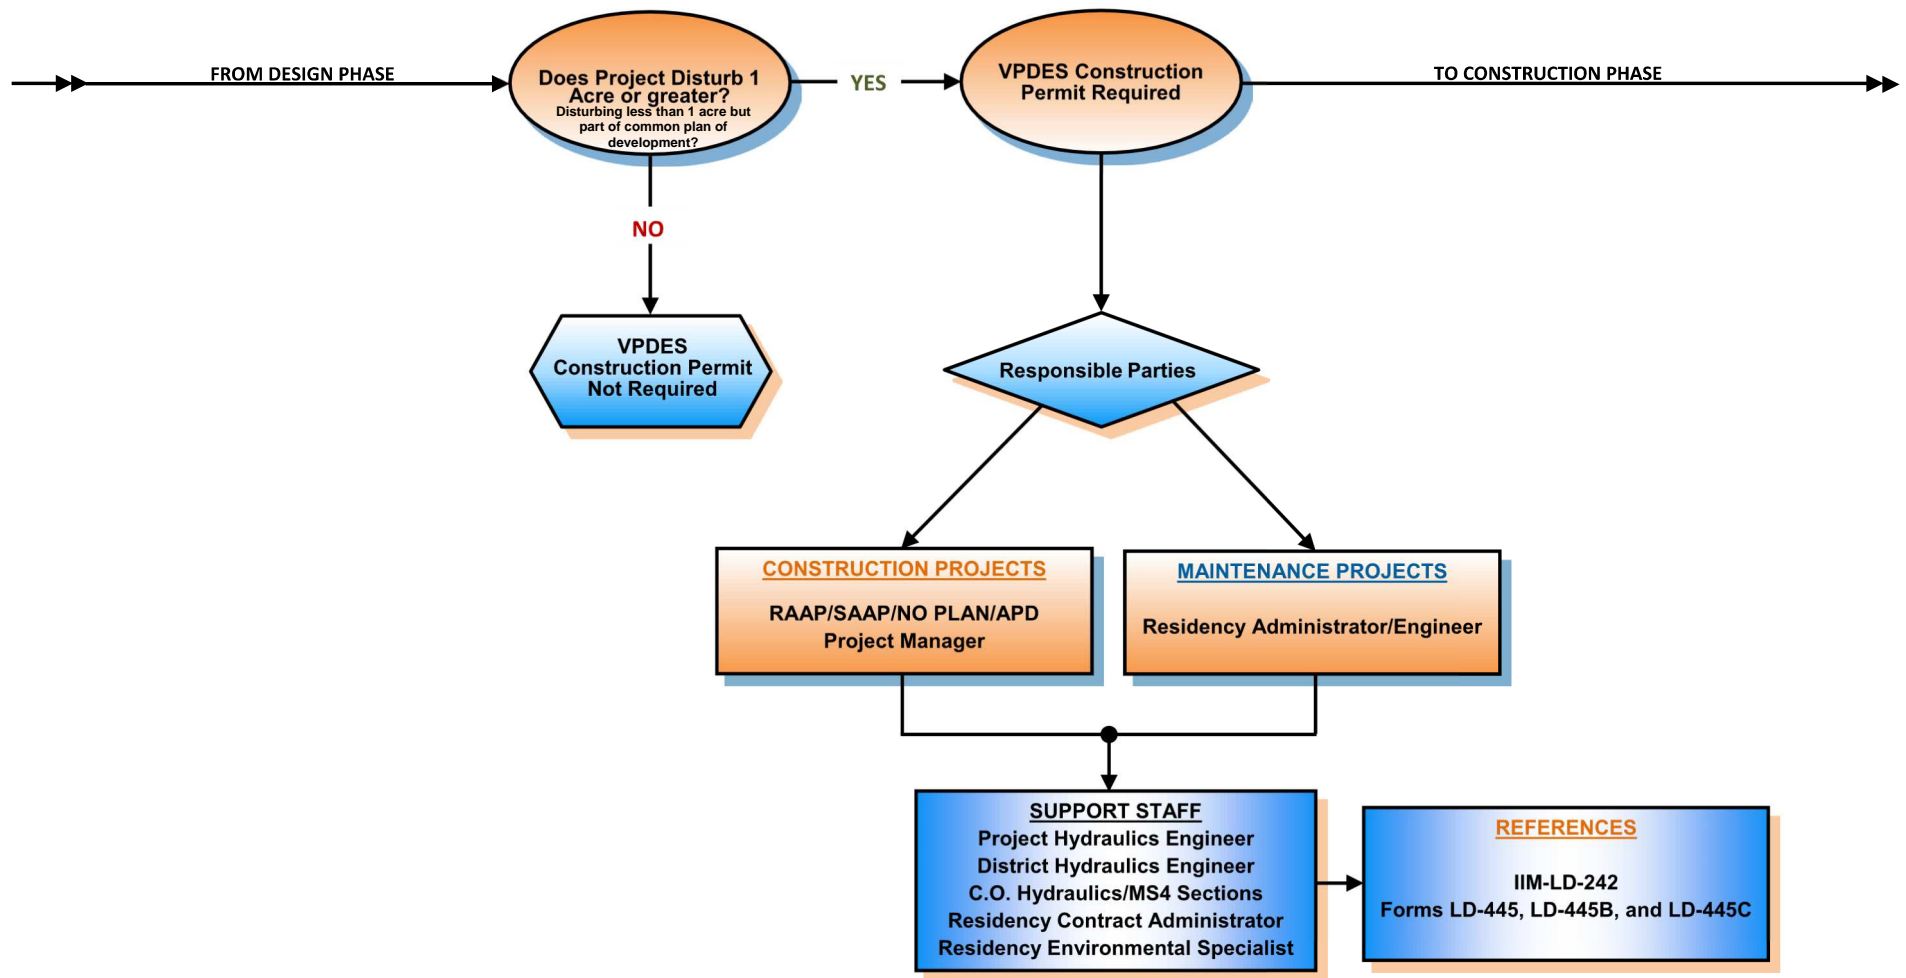 FROM DESIGN PHASE
Does Project Disturb 1
Acre or greater?
Disturbing less than 1 acre but
part of common plan of
development?
YES
VPDES Construction
Permit Required
TO CONSTRUCTION PHASE
NO
VPDES
Construction Permit
Not Required
Responsible Parties
CONSTRUCTION PROJECTS
RAAP/SAAP/NO PLAN/APD
Project Manager
MAINTENANCE PROJECTS
Residency Administrator/Engineer
SUPPORT STAFF
Project Hydraulics Engineer
District Hydraulics Engineer
C.O. Hydraulics/MS4 Sections
Residency Contract Administrator
Residency Environmental Specialist
REFERENCES
IIM-LD-242
Forms LD-445, LD-445B, and LD-445C